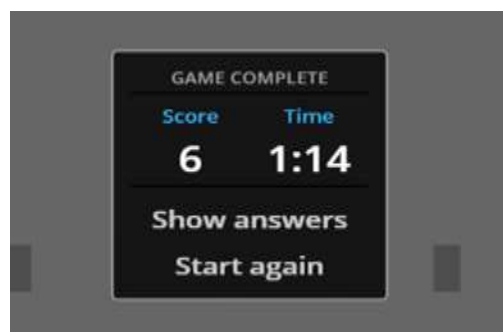 GAME COMPLETE
Score Time
6 1:14
Show answers
Start again